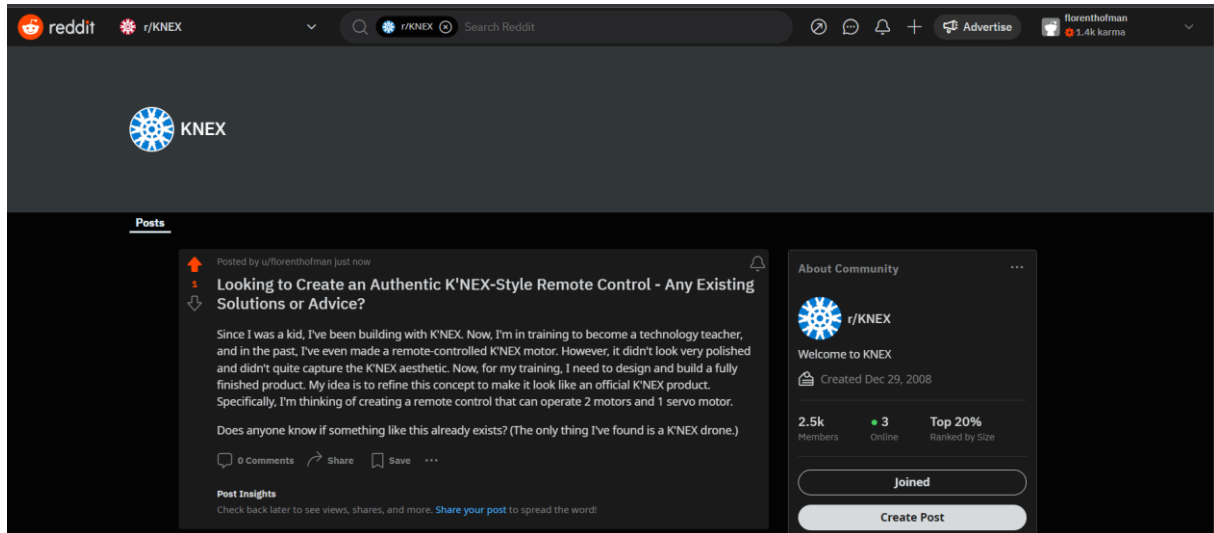 reddit
r/KNEX
r/KNEX
Search Reddit
Advertise
florenthofman
1.4k karma
KNEX
Posts
Posted by u/florenthofman just now
1
Looking to Create an Authentic K'NEX-Style Remote Control - Any Existing
Solutions or Advice?
Since I was a kid, I've been building with K'NEX. Now, I'm in training to become a technology teacher,
and in the past, I've even made a remote-controlled K'NEX motor. However, it didn't look very polished
and didn't quite capture the K'NEX aesthetic. Now, for my training, I need to design and build a fully
finished product. My idea is to refine this concept to make it look like an official K'NEX product.
Specifically, I'm thinking of creating a remote control that can operate 2 motors and 1 servo motor.
Does anyone know if something like this already exists? (The only thing I've found is a K'NEX drone.)
0 Comments Share Save ···
Post Insights
Check back later to see views, shares, and more. Share your post to spread the word!
About Community ···
r/KNEX
Welcome to KNEX
Created Dec 29, 2008
2.5k 3 Top 20%
Members Online Ranked by Size
Joined
Create Post